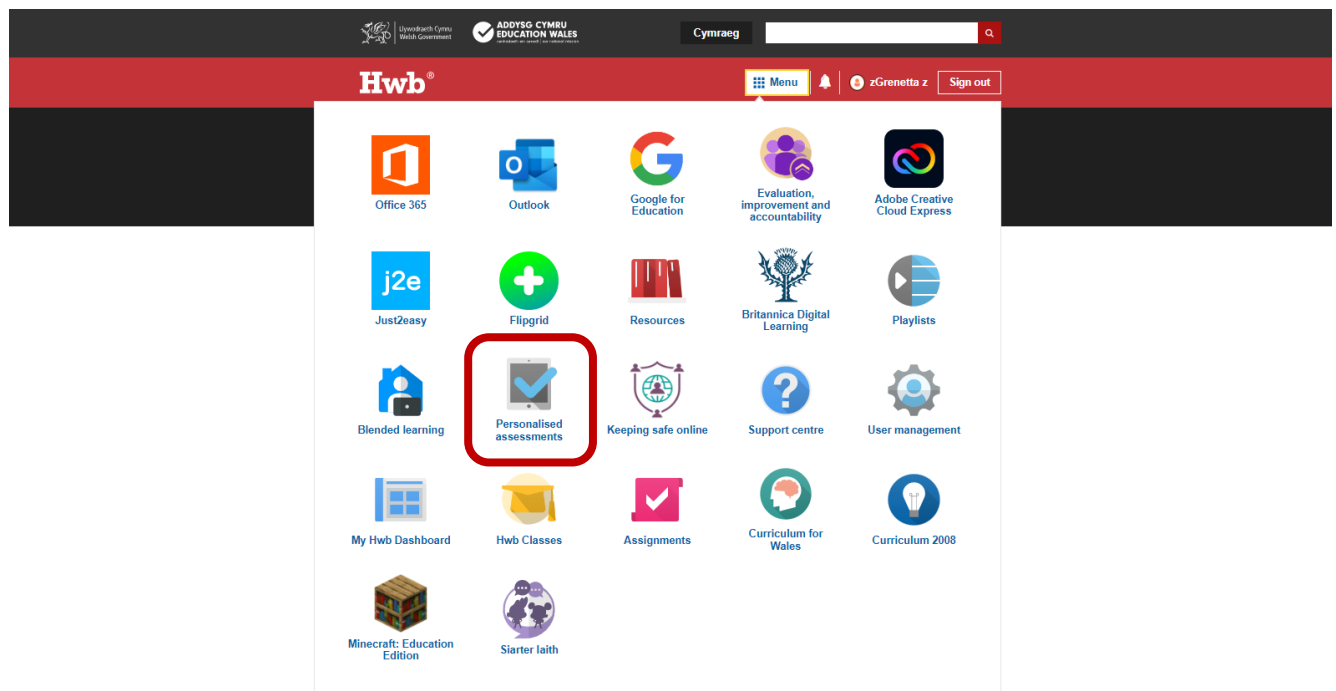 Llywodraeth Cymru
Welsh Government
ADDYSG CYMRU
EDUCATION WALES
Cymraeg
Hwb®
Menu
zGrenetta z
Sign out
Office 365
Outlook
Google for
Education
Evaluation,
improvement and
accountability
Adobe Creative
Cloud Express
j2e
Just2easy
Flipgrid
Resources
Britannica Digital
Learning
Playlists
Blended learning
Personalised
assessments
Keeping safe online
Support centre
User management
My Hwb Dashboard
Hwb Classes
Assignments
Curriculum for
Wales
Curriculum 2008
Minecraft: Education
Edition
Siarter Iaith